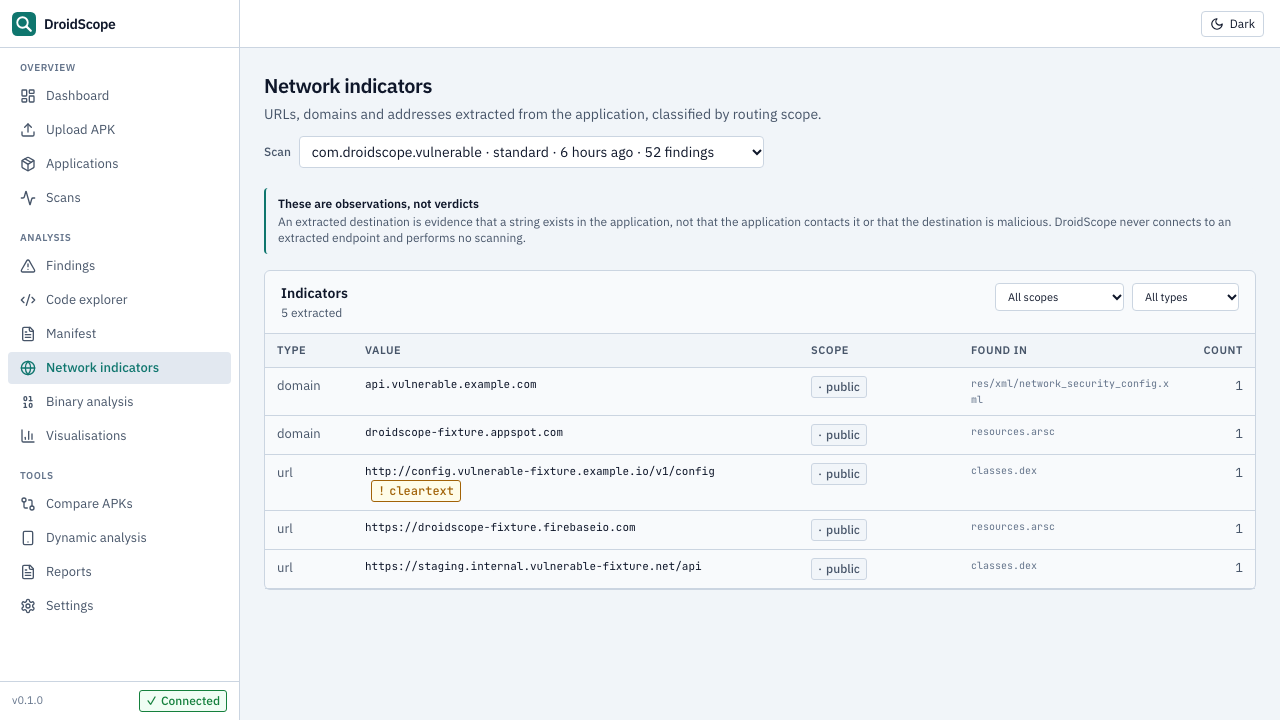 DroidScope
Dark
OVERVIEW
Dashboard
Upload APK
Applications
Scans
ANALYSIS
Findings
Code explorer
Manifest
Network indicators
Binary analysis
Visualisations
TOOLS
Compare APKs
Dynamic analysis
Reports
Settings
v0.1.0
✓ Connected
Network indicators
URLs, domains and addresses extracted from the application, classified by routing scope.
Scan com.droidscope.vulnerable · standard · 6 hours ago · 52 findings
These are observations, not verdicts
An extracted destination is evidence that a string exists in the application, not that the application contacts it or that the destination is malicious. DroidScope never connects to an
extracted endpoint and performs no scanning.
Indicators
5 extracted
All scopes All types
TYPE VALUE SCOPE FOUND IN COUNT
domain api.vulnerable.example.com · public res/xml/network_security_config.x 1
ml
domain droidscope-fixture.appspot.com · public resources.arsc 1
url http://config.vulnerable-fixture.example.io/v1/config · public classes.dex 1
! cleartext
url https://droidscope-fixture.firebaseio.com · public resources.arsc 1
url https://staging.internal.vulnerable-fixture.net/api · public classes.dex 1